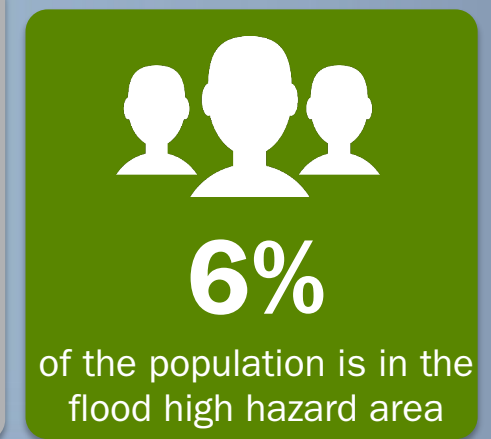 6%
of the population is in the
flood high hazard area